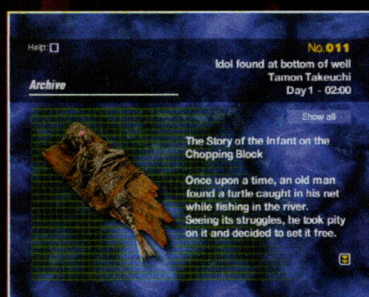 Help:
No.011
Idol found at bottom of well
Tamon Takeuchi
Day1 - 02:00
Archive
Show all
The Story of the Infant on the
Chopping Block
Once upon a time, an old man
found a turtle caught in his net
while fishing in the river.
Seeing its struggles, he took pity
on it and decided to set it free.